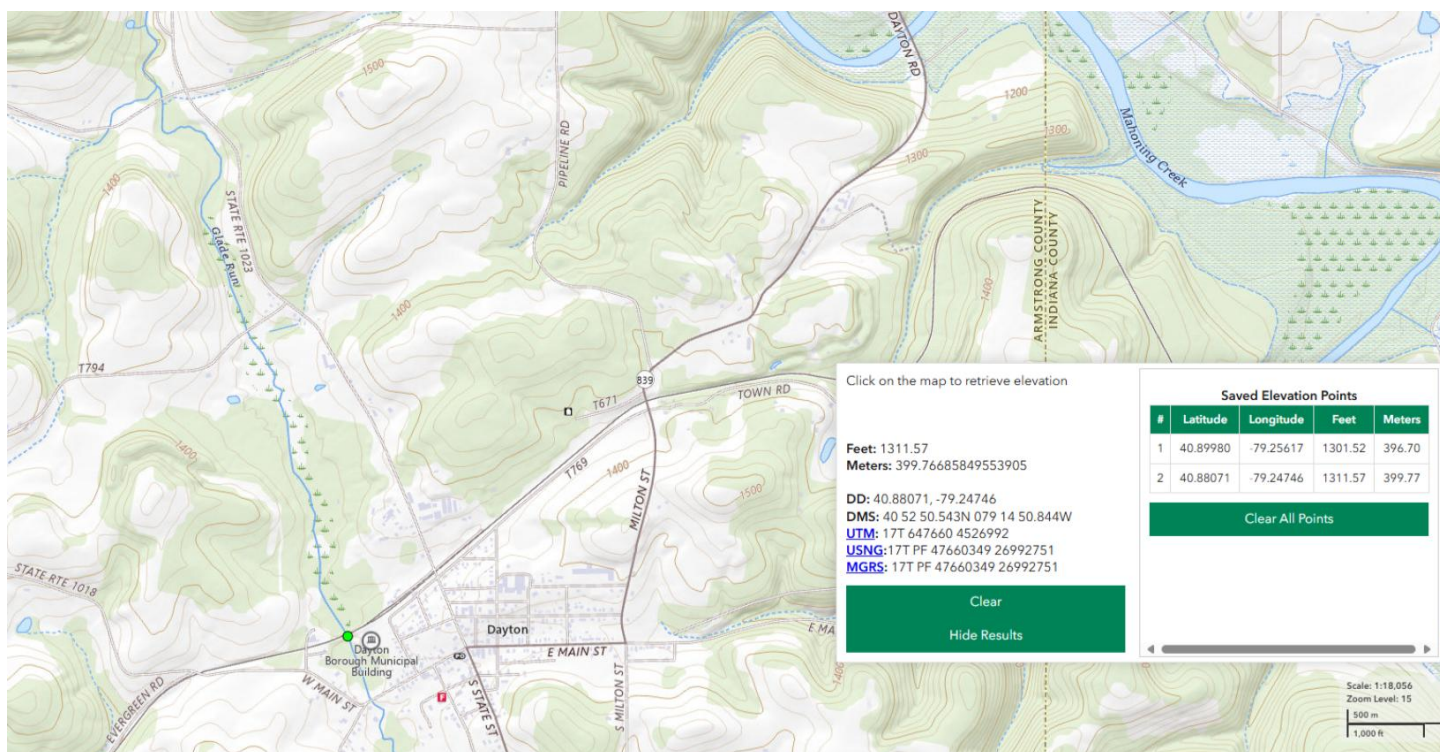 DAYTON RD
1500
PIPELINE RD
1200
Mahoning Creek
1300
1300
1400
STATE RTE 1023
Glade Run
ARMSTRONG COUNTY
INDIANA COUNTY
1400
1400
T794
839
T671
TOWN RD
1400
T769
1400
MILTON ST
1500
STATE RTE 1018
Dayton
Dayton
Borough Municipal
Building
E MAIN ST
E MA
W MAIN ST
EVERGREEN RD
F
S STATE ST
S MILTON ST
1400
Click on the map to retrieve elevation
Feet: 1311.57
Meters: 399.76685849553905
DD: 40.88071, -79.24746
DMS: 40 52 50.543N 079 14 50.844W
UTM: 17T 647660 4526992
USNG:17T PF 47660349 26992751
MGRS: 17T PF 47660349 26992751
Clear
Hide Results
Saved Elevation Points
# Latitude Longitude Feet Meters
1 40.89980 -79.25617 1301.52 396.70
2 40.88071 -79.24746 1311.57 399.77
Clear All Points
Scale: 1:18,056
Zoom Level: 15
500 m
1,000 ft